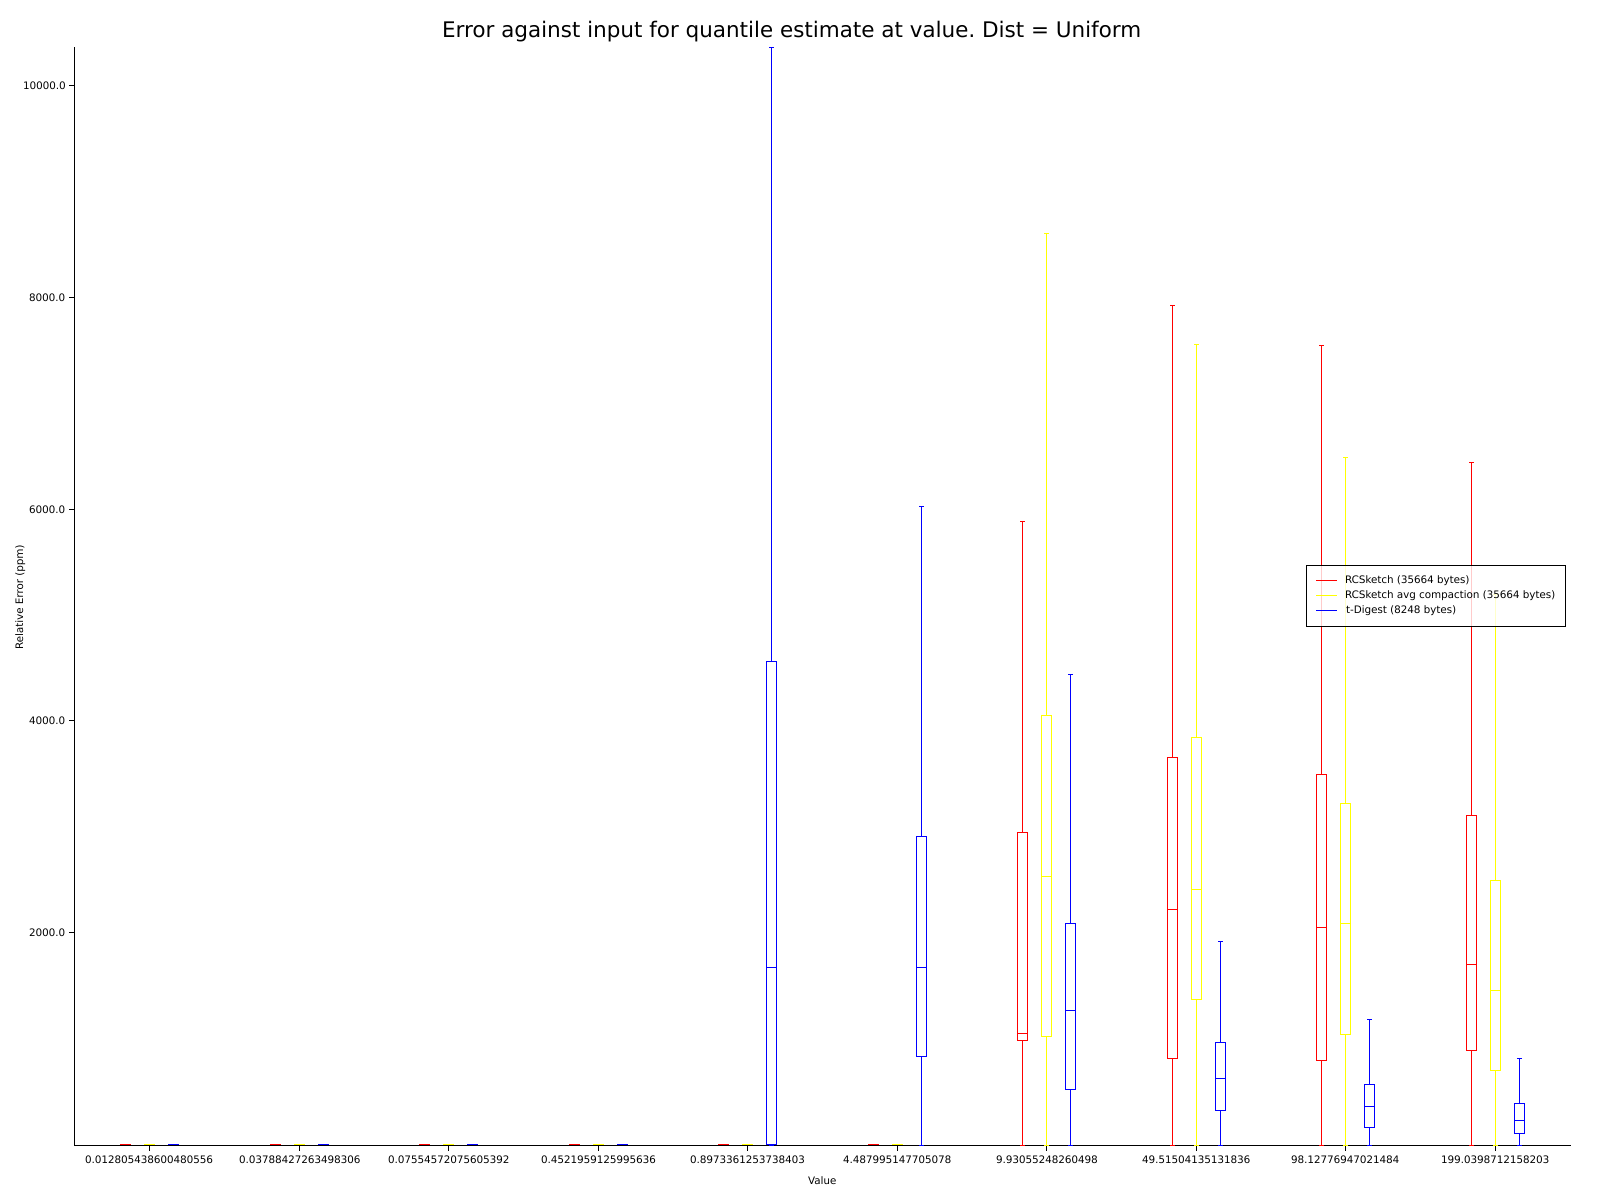 Error against input for quantile estimate at value. Dist = Uniform
10000.0
8000.0
6000.0
4000.0
2000.0
Relative Error (ppm)
RCSketch (35664 bytes)
RCSketch avg compaction (35664 bytes)
t-Digest (8248 bytes)
0.012805438600480556
0.03788427263498306
0.07554572075605392
0.4521959125995636
0.8973361253738403
4.487995147705078
9.93055248260498
49.51504135131836
98.12776947021484
199.0398712158203
Value